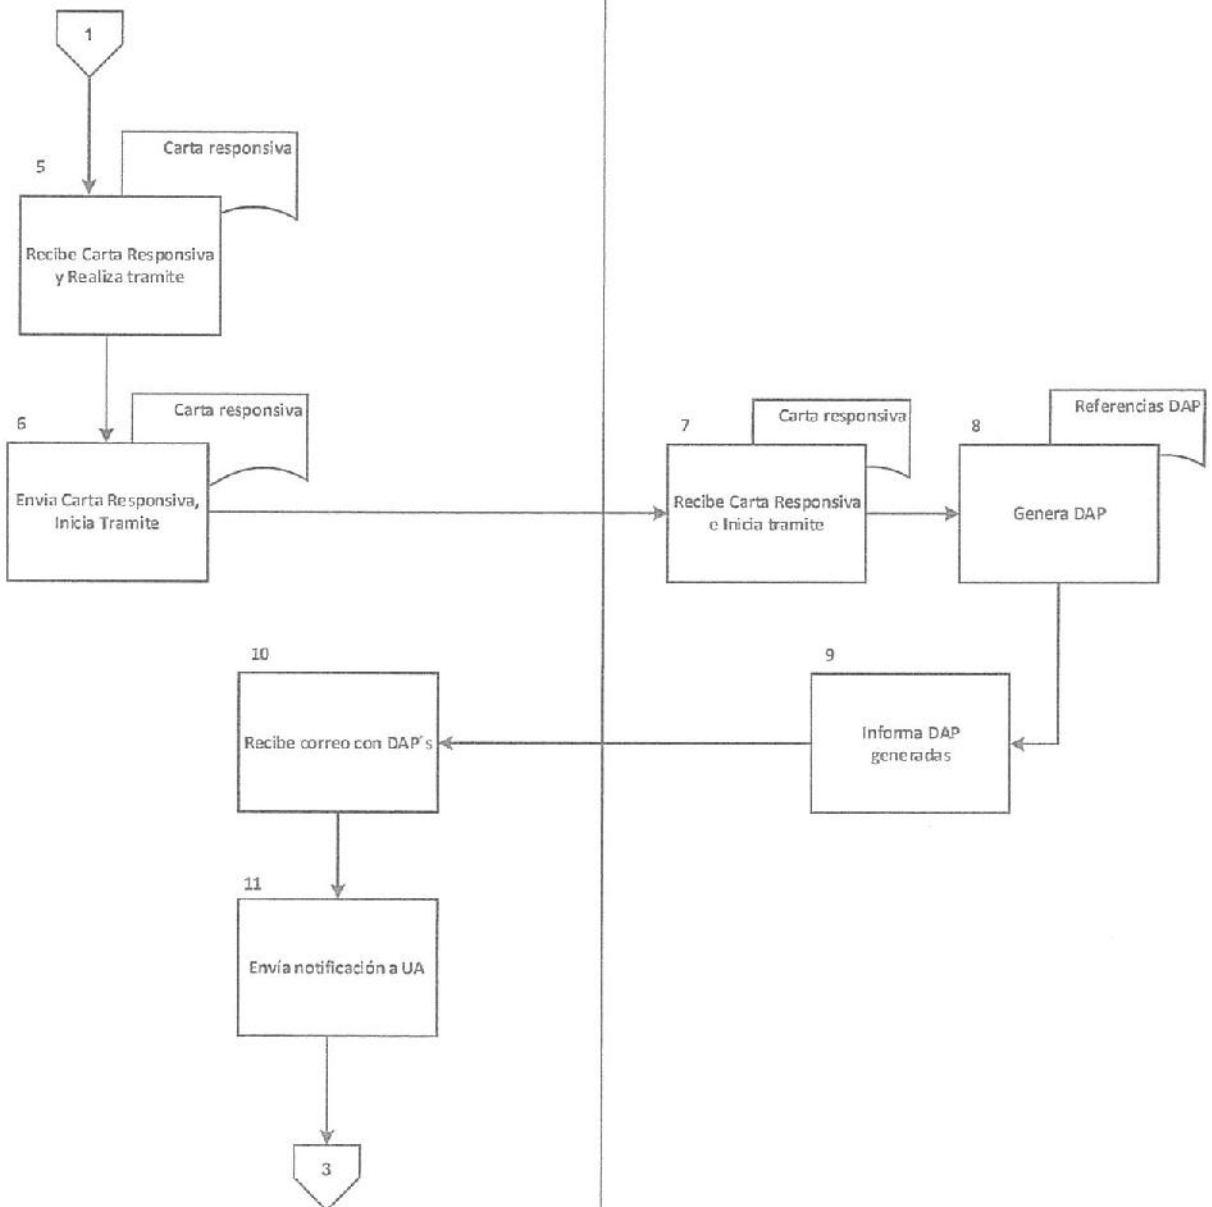 1
5
Carta responsiva
Recibe Carta Responsiva
y Realiza tramite
6
Carta responsiva
Envia Carta Responsiva,
Inicia Tramite
7
Carta responsiva
Recibe Carta Responsiva
e Inicia tramite
8
Referencias DAP
Genera DAP
9
Informa DAP
generadas
10
Recibe correo con DAP´s
11
Envía notificación a UA
3